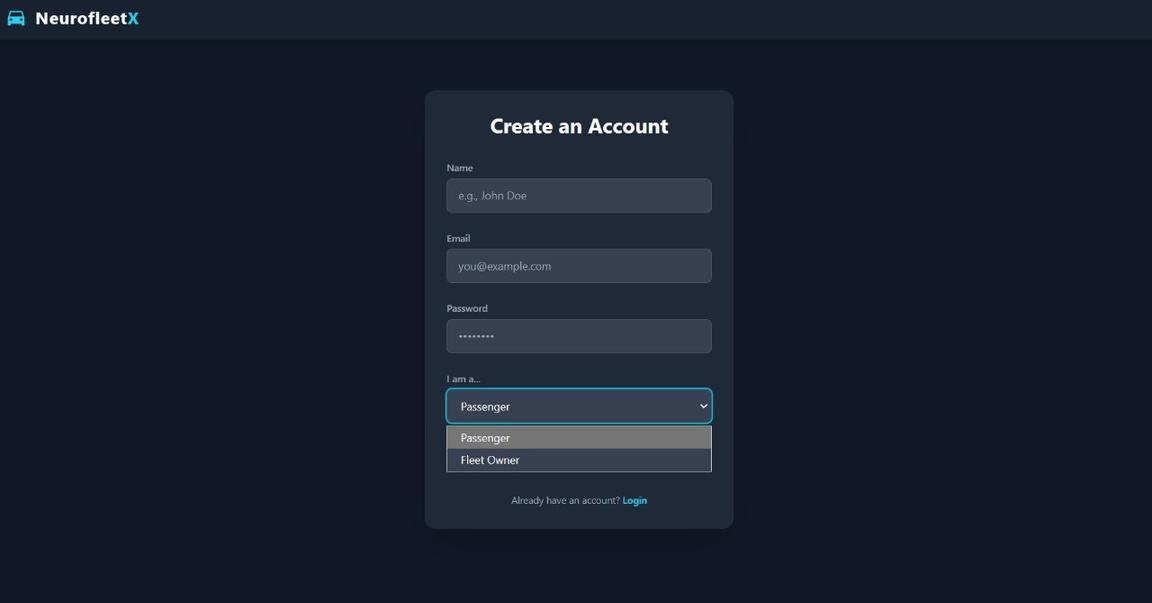 NeurofleetX
Create an Account
Name
e.g., John Doe
Email
you@example.com
Password
••••••••
I am a...
Passenger
Passenger
Fleet Owner
Already have an account? Login